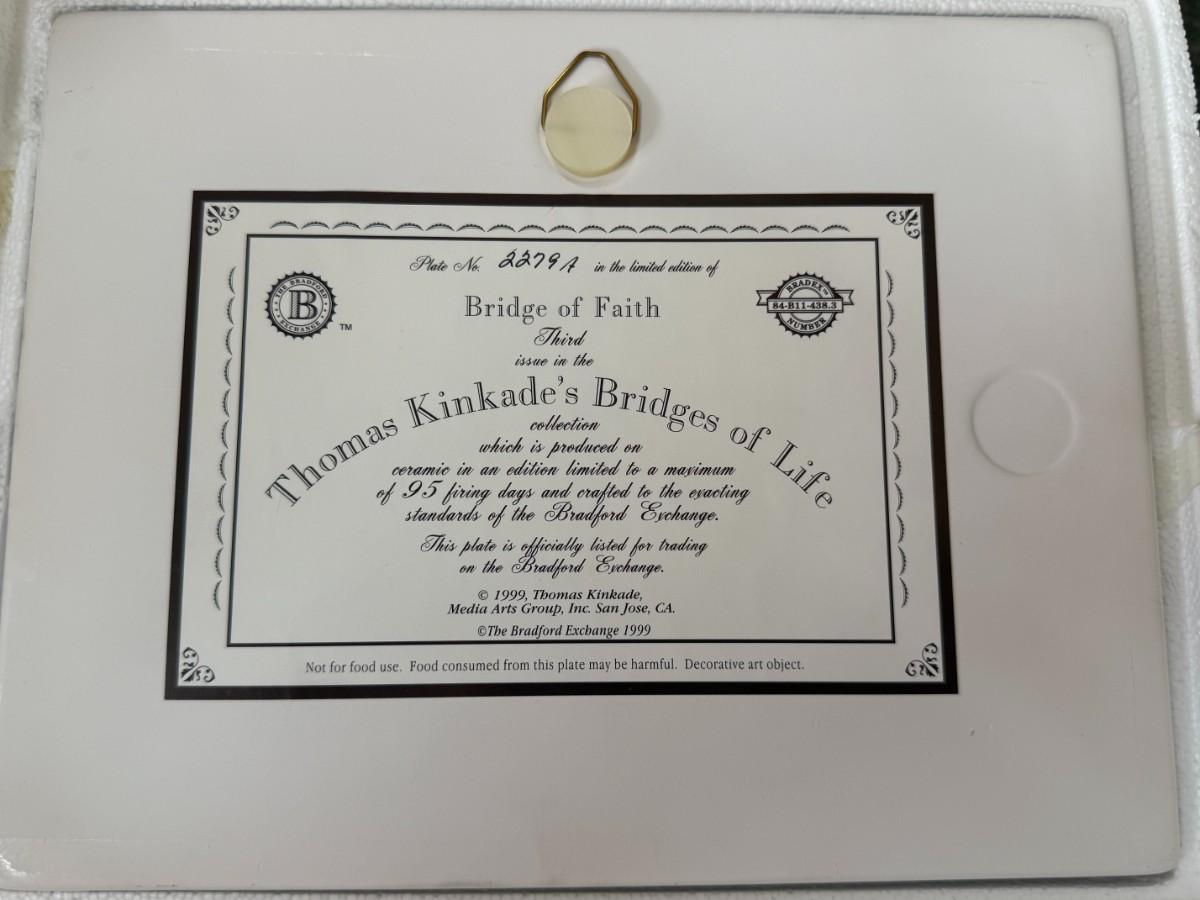 Plate No. 2279A in the limited edition of
THE BRADFORD
B
EXCHANGE
TM
BRADEX™
84-B11-438.3
NUMBER
Bridge of Faith
Third
issue in the
Thomas Kinkade's Bridges of Life
collection
which is produced on
ceramic in an edition limited to a maximum
of 95 firing days and crafted to the exacting
standards of the Bradford Exchange.
This plate is officially listed for trading
on the Bradford Exchange.
© 1999, Thomas Kinkade,
Media Arts Group, Inc. San Jose, CA.
©The Bradford Exchange 1999
Not for food use. Food consumed from this plate may be harmful. Decorative art object.